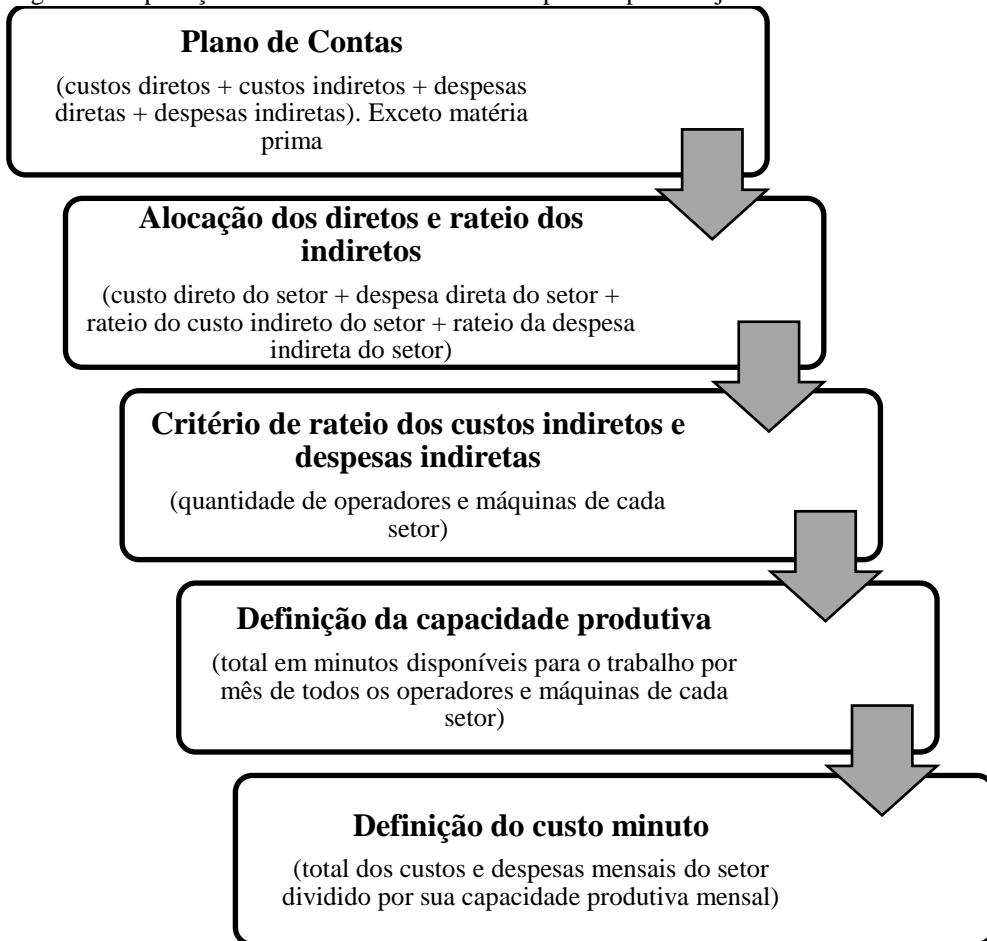 Plano de Contas
(custos diretos + custos indiretos + despesas
diretas + despesas indiretas). Exceto matéria
prima
Alocação dos diretos e rateio dos
indiretos
(custo direto do setor + despesa direta do setor +
rateio do custo indireto do setor + rateio da despesa
indireta do setor)
Critério de rateio dos custos indiretos e
despesas indiretas
(quantidade de operadores e máquinas de cada
setor)
Definição da capacidade produtiva
(total em minutos disponíveis para o trabalho por
mês de todos os operadores e máquinas de cada
setor)
Definição do custo minuto
(total dos custos e despesas mensais do setor
dividido por sua capacidade produtiva mensal)